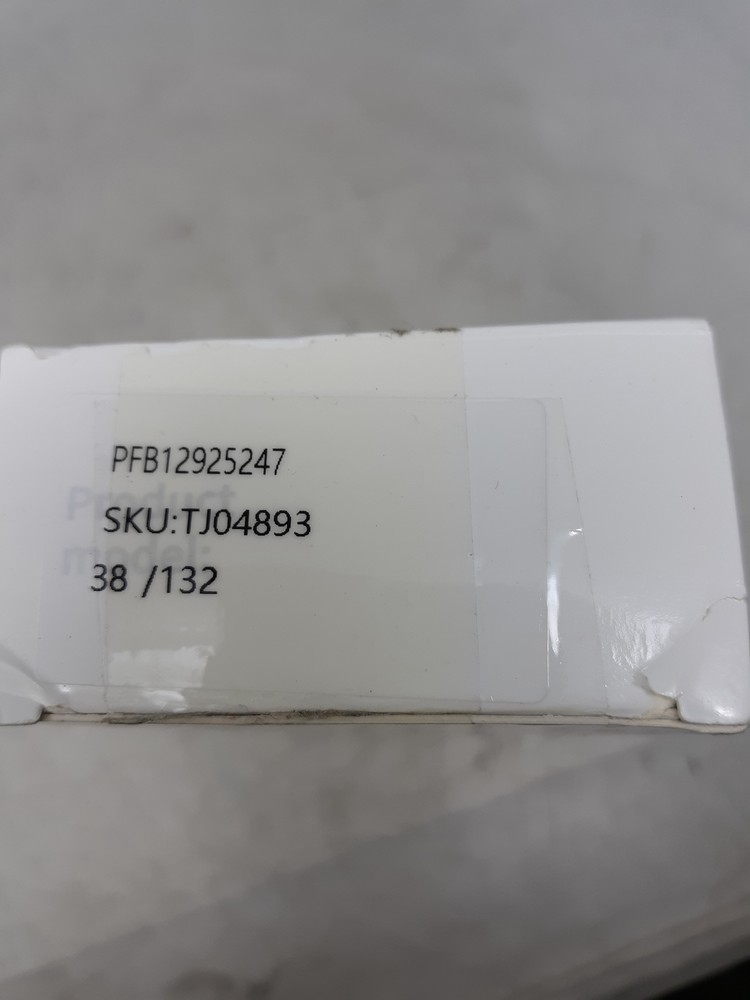 PFB12925247
Product
SKU:TJ04893
model:
38 /132